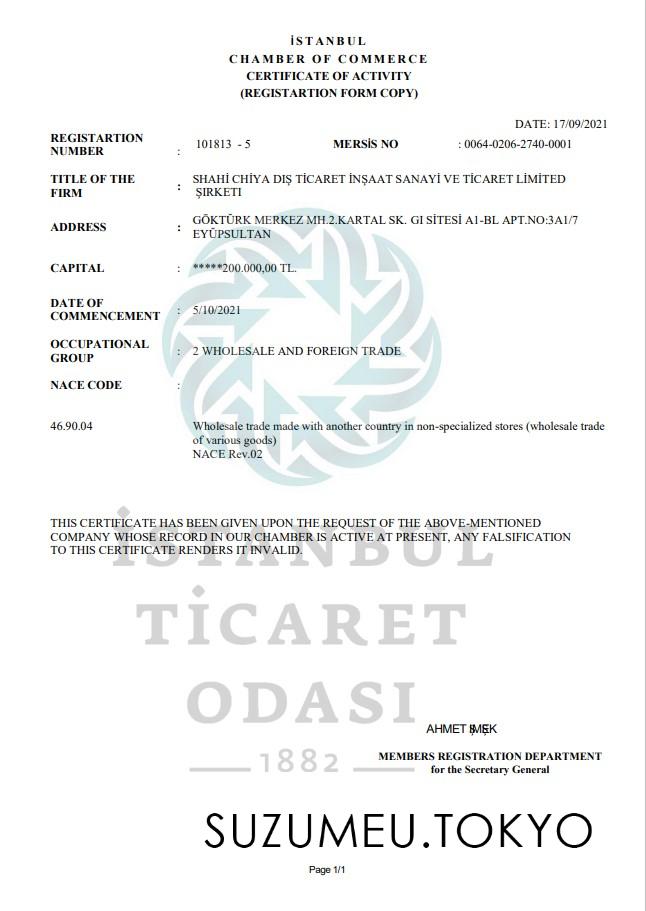 İSTANBUL
CHAMBER OF COMMERCE
CERTIFICATE OF ACTIVITY
(REGISTARTION FORM COPY)
DATE: 17/09/2021
REGISTARTION
NUMBER : 101813 - 5 MERSİS NO : 0064-0206-2740-0001
TITLE OF THE
FIRM : SHAHİ CHİYA DIŞ TİCARET İNŞAAT SANAYİ VE TİCARET LİMİTED
ŞIRKETI
ADDRESS : GÖKTÜRK MERKEZ MH.2.KARTAL SK. GI SİTESİ A1-BL APT.NO:3A1/7
EYÜPSULTAN
CAPITAL : *****200.000,00 TL.
DATE OF
COMMENCEMENT : 5/10/2021
OCCUPATIONAL
GROUP : 2 WHOLESALE AND FOREIGN TRADE
NACE CODE :
46.90.04 Wholesale trade made with another country in non-specialized stores (wholesale trade
of various goods)
NACE Rev.02
THIS CERTIFICATE HAS BEEN GIVEN UPON THE REQUEST OF THE ABOVE-MENTIONED
COMPANY WHOSE RECORD IN OUR CHAMBER IS ACTIVE AT PRESENT, ANY FALSIFICATION
TO THIS CERTIFICATE RENDERS IT INVALID.
İSTANBUL
TİCARET
ODASI
1882
AHMET
MEMBERS REGISTRATION DEPARTMENT
for the Secretary General
SUZUMEU.TOKYO
Page 1/1